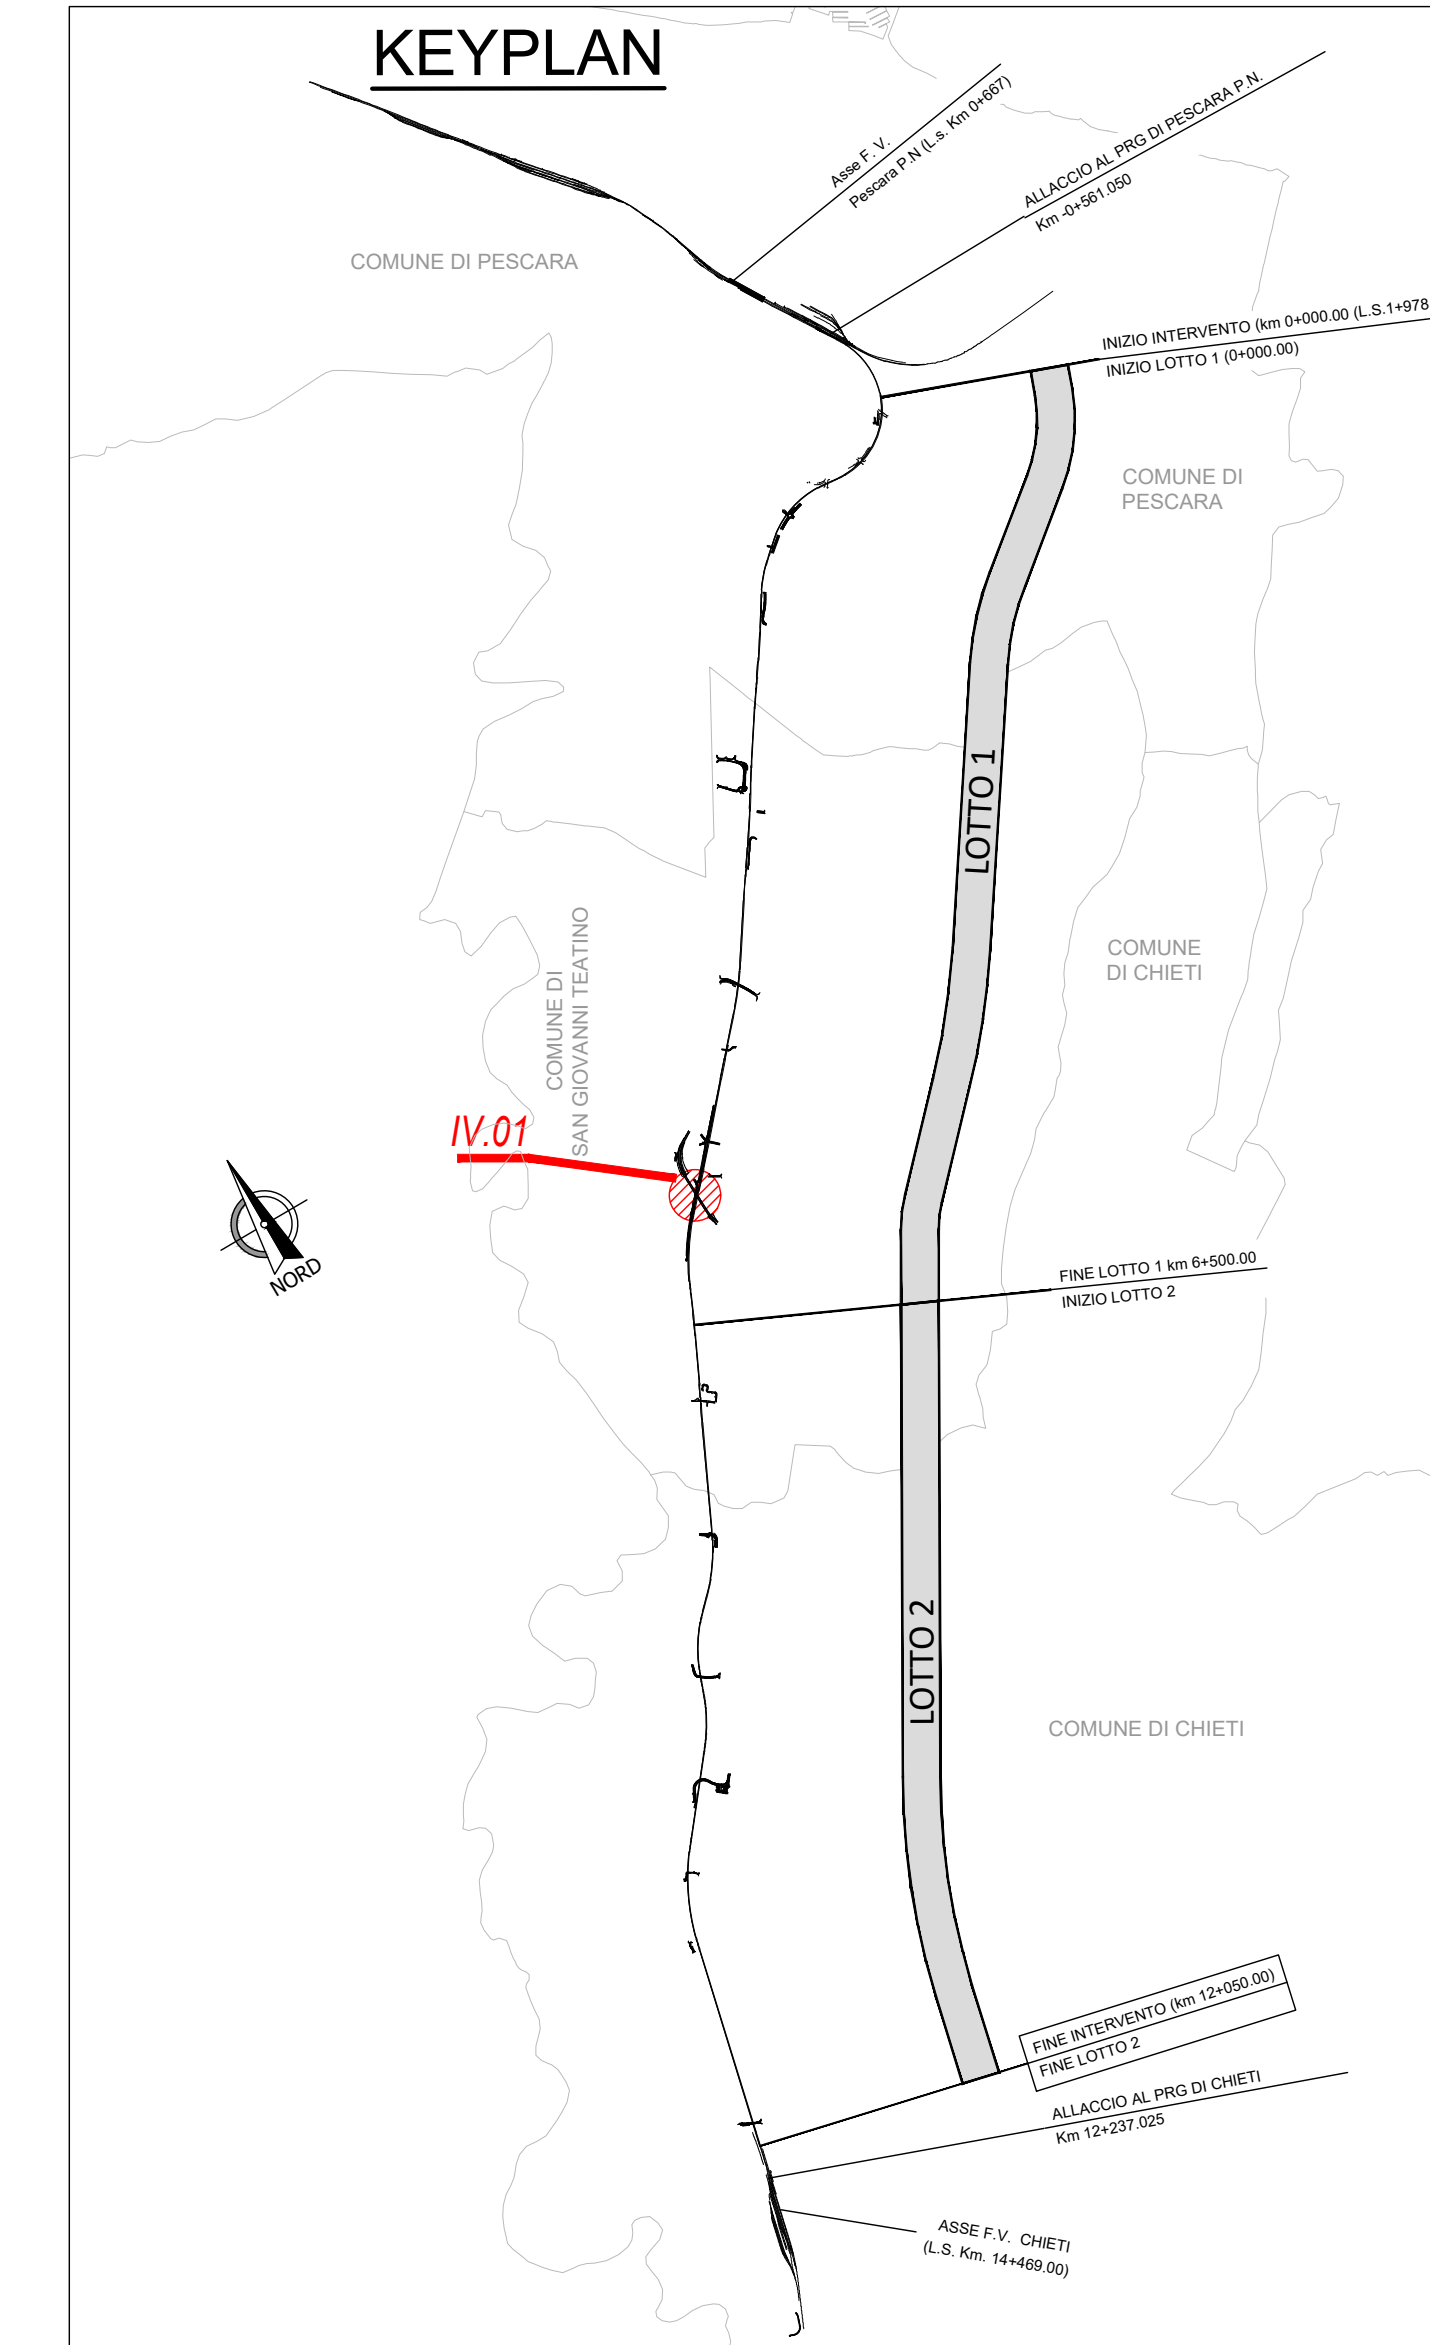 KEYPLAN
Asse F. V.
Pescara P.N (L.s. Km 0+667)
ALLACCIO AL PRG DI PESCARA P.N.
Km -0+561.050
COMUNE DI PESCARA
INIZIO INTERVENTO (km 0+000.00 (L.S.1+978
INIZIO LOTTO 1 (0+000.00)
COMUNE DI
PESCARA
LOTTO 1
COMUNE DI
SAN GIOVANNI TEATINO
COMUNE
DI CHIETI
IV.01
NORD
FINE LOTTO 1 km 6+500.00
INIZIO LOTTO 2
LOTTO 2
COMUNE DI CHIETI
FINE INTERVENTO (km 12+050.00)
FINE LOTTO 2
ALLACCIO AL PRG DI CHIETI
Km 12+237.025
ASSE F.V. CHIETI
(L.S. Km. 14+469.00)